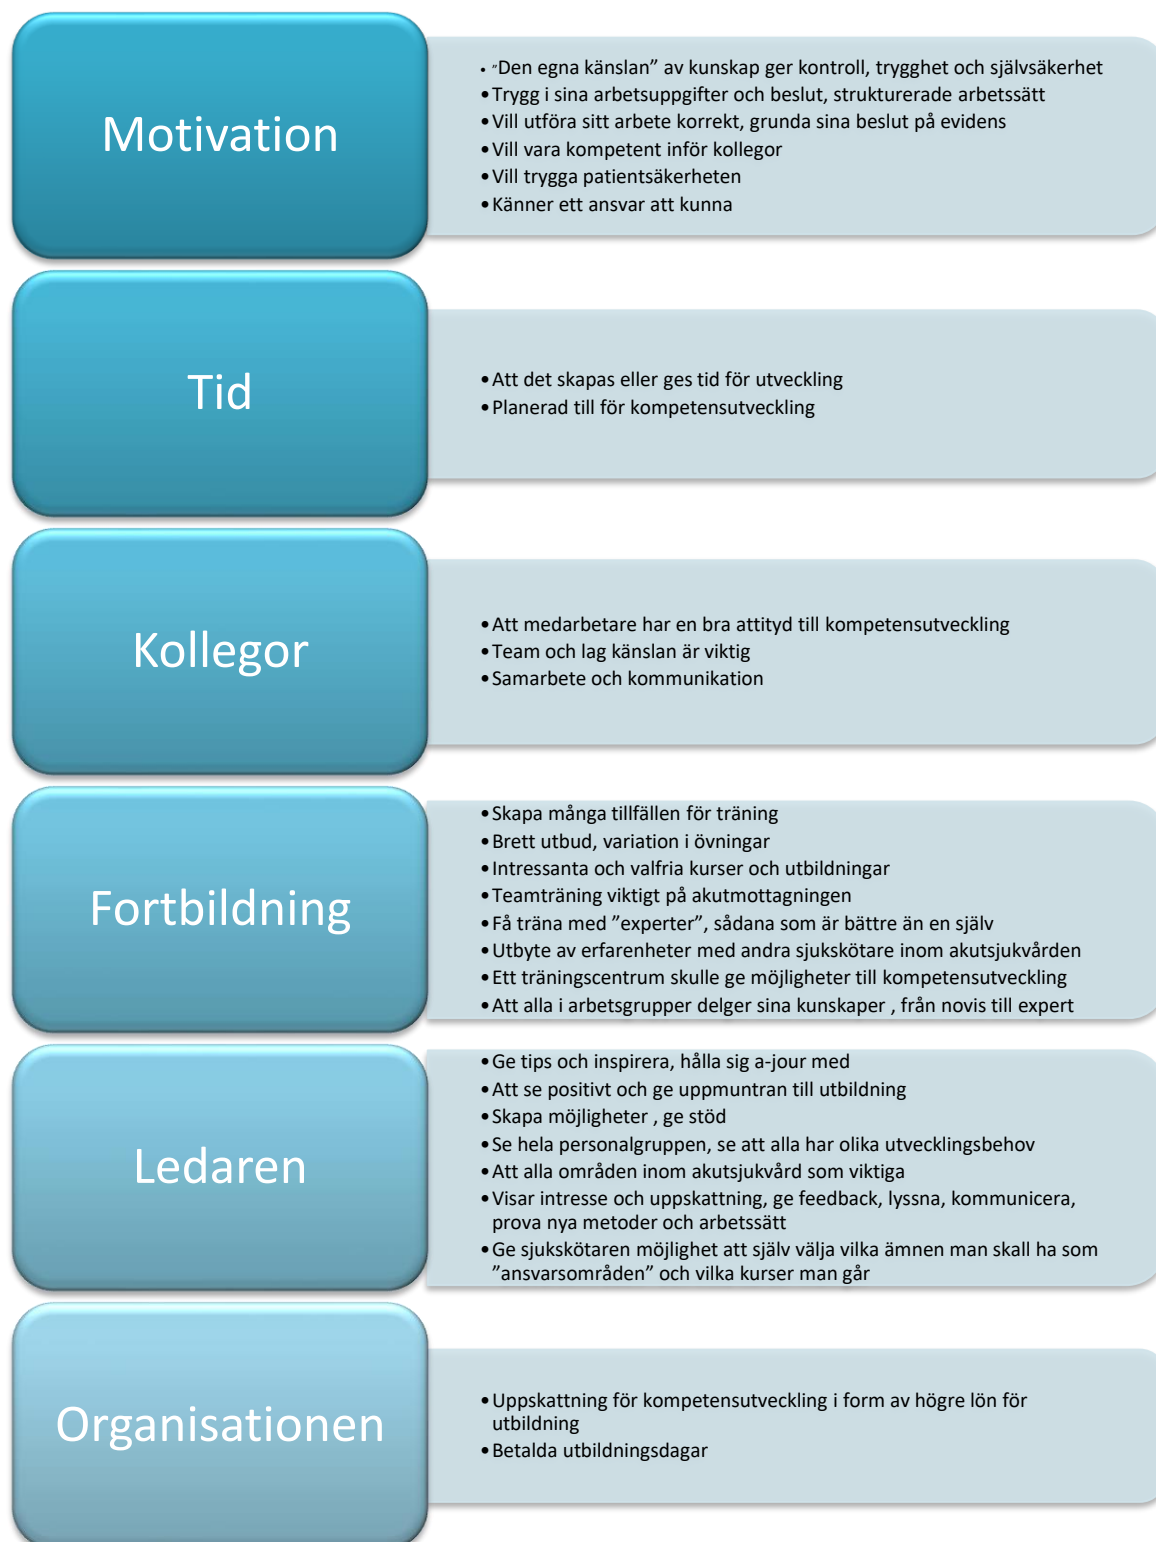 Motivation
• ”Den egna känslan” av kunskap ger kontroll, trygghet och självsäkerhet
• Trygg i sina arbetsuppgifter och beslut, strukturerade arbetssätt
• Vill utföra sitt arbete korrekt, grunda sina beslut på evidens
• Vill vara kompetent inför kollegor
• Vill trygga patientsäkerheten
• Känner ett ansvar att kunna
Tid
• Att det skapas eller ges tid för utveckling
• Planerad till för kompetensutveckling
Kollegor
• Att medarbetare har en bra attityd till kompetensutveckling
• Team och lag känslan är viktig
• Samarbete och kommunikation
Fortbildning
• Skapa många tillfällen för träning
• Brett utbud, variation i övningar
• Intressanta och valfria kurser och utbildningar
• Teamträning viktigt på akutmottagningen
• Få träna med ”experter”, sådana som är bättre än en själv
• Utbyte av erfarenheter med andra sjukskötare inom akutsjukvården
• Ett träningscentrum skulle ge möjligheter till kompetensutveckling
• Att alla i arbetsgrupper delger sina kunskaper , från novis till expert
Ledaren
• Ge tips och inspirera, hålla sig a-jour med
• Att se positivt och ge uppmuntran till utbildning
• Skapa möjligheter , ge stöd
• Se hela personalgruppen, se att alla har olika utvecklingsbehov
• Att alla områden inom akutsjukvård som viktiga
• Visar intresse och uppskattning, ge feedback, lyssna, kommunicera,
prova nya metoder och arbetssätt
• Ge sjukskötaren möjlighet att själv välja vilka ämnen man skall ha som
”ansvarsområden” och vilka kurser man går
Organisationen
• Uppskattning för kompetensutveckling i form av högre lön för
utbildning
• Betalda utbildningsdagar